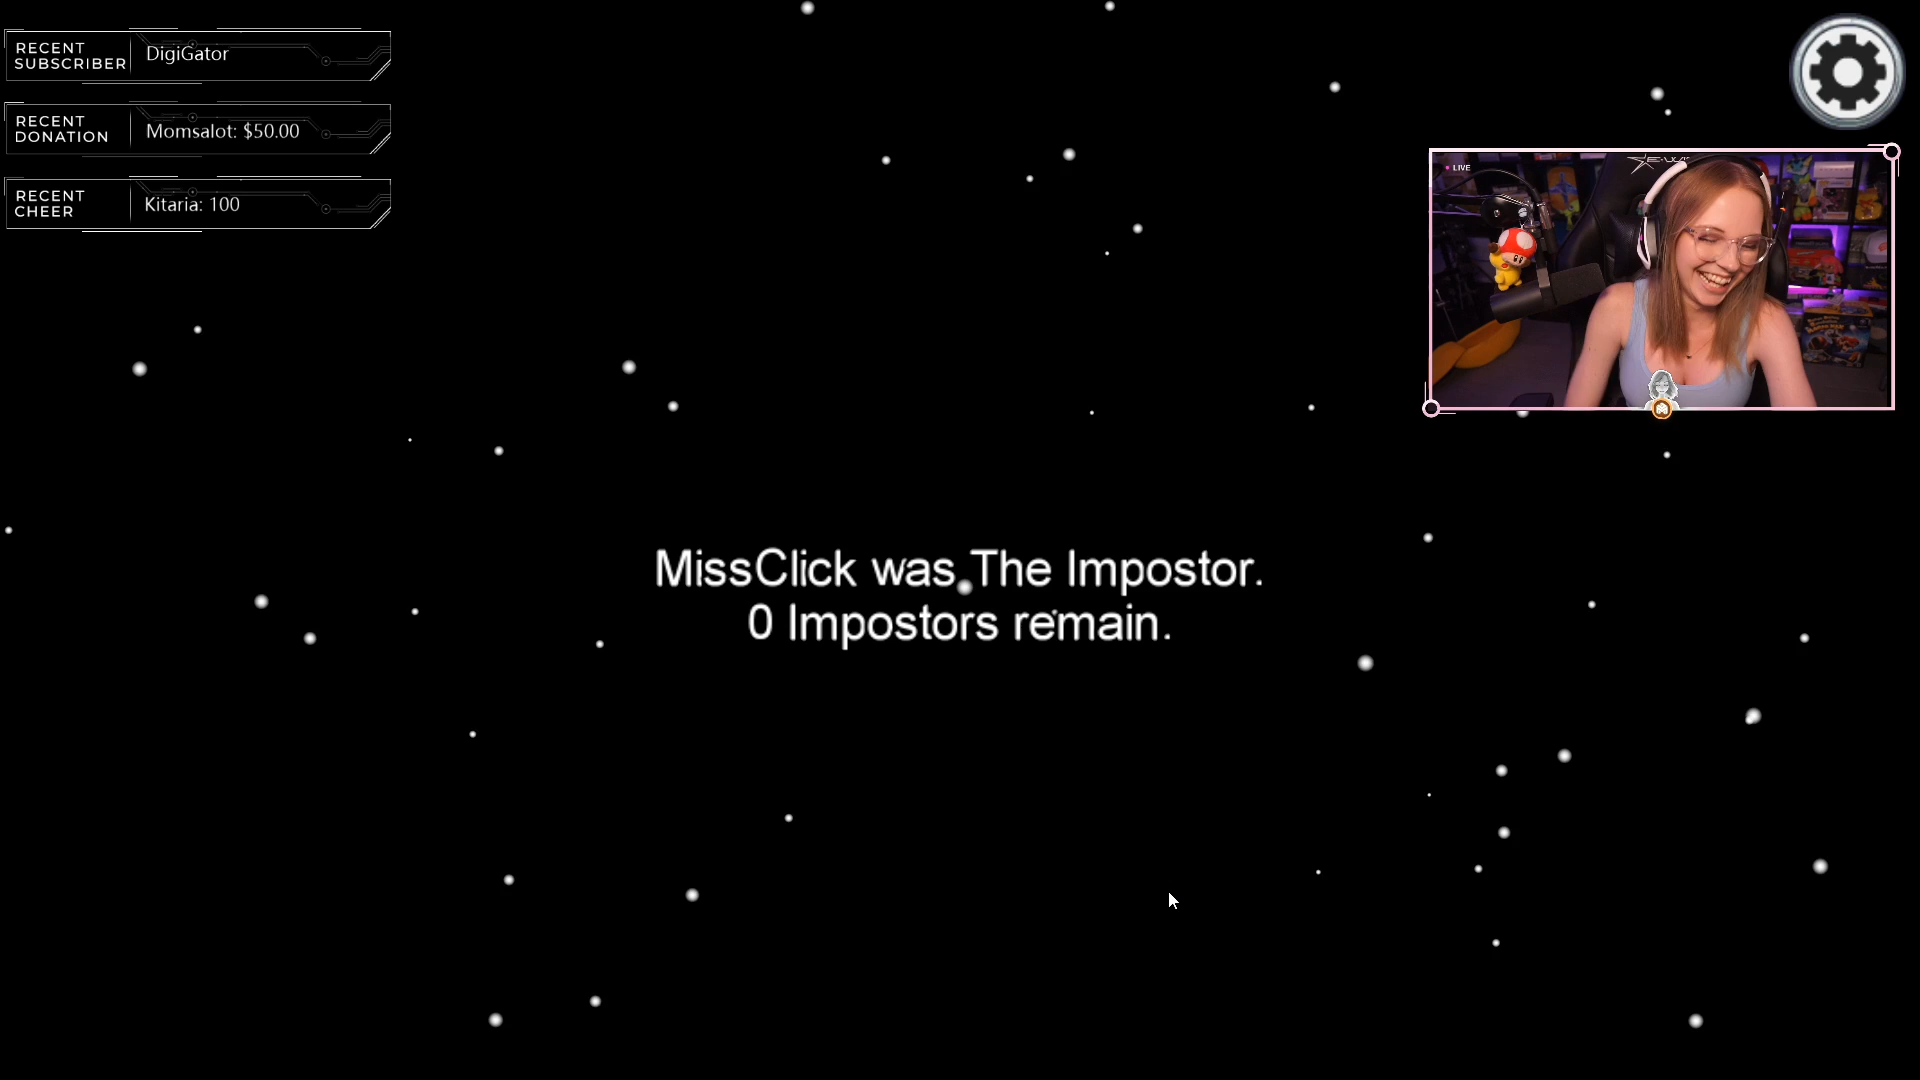 RECENT
SUBSCRIBER
DigiGator
RECENT
DONATION
Momsalot: $50.00
RECENT
CHEER
Kitaria: 100
LIVE
MissClick was The Impostor.
0 Impostors remain.